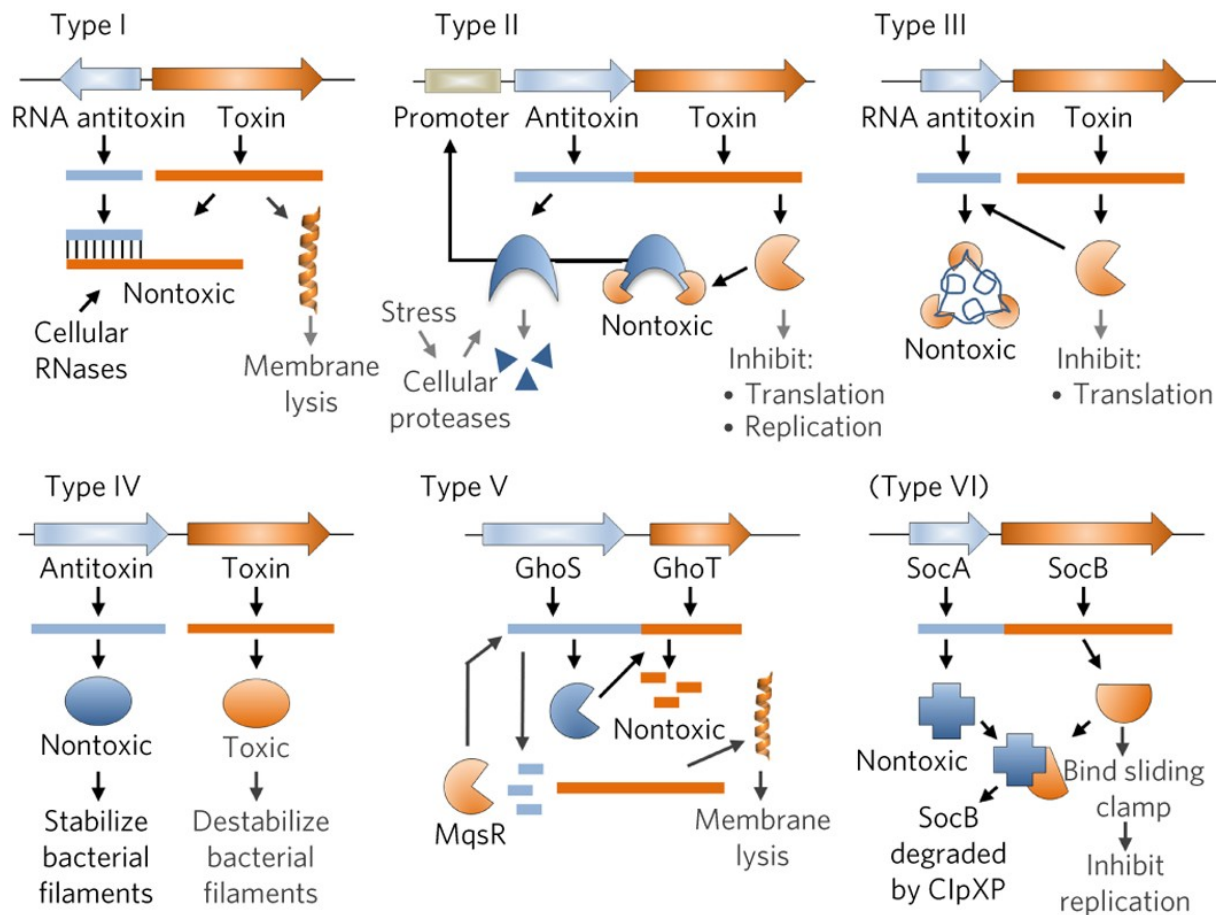 Type I
RNA antitoxin
Toxin
Nontoxic
Cellular
RNases
Membrane
lysis
Type II
Promoter
Antitoxin
Toxin
Stress
Cellular
proteases
Nontoxic
Inhibit:
• Translation
• Replication
Type III
RNA antitoxin
Toxin
Nontoxic
Inhibit:
• Translation
Type IV
Antitoxin
Toxin
Nontoxic
Toxic
Stabilize
bacterial
filaments
Destabilize
bacterial
filaments
Type V
GhoS
GhoT
Nontoxic
MqsR
Membrane
lysis
(Type VI)
SocA
SocB
Nontoxic
Bind sliding
clamp
SocB
degraded
by ClpXP
Inhibit
replication